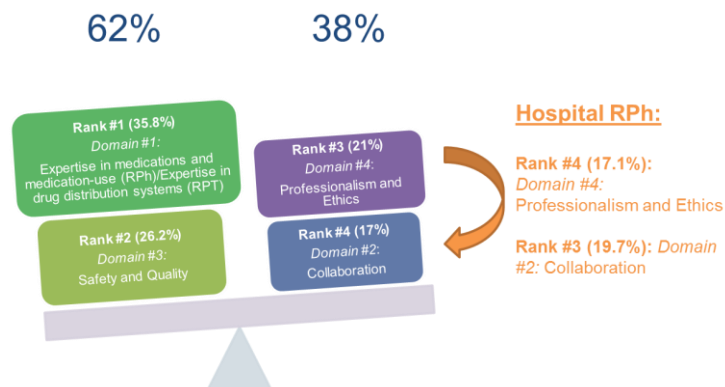 62%
38%
Rank #1 (35.8%)
Domain #1:
Expertise in medications and
medication-use (RPh)/Expertise in
drug distribution systems (RPT)
Rank #2 (26.2%)
Domain #3:
Safety and Quality
Rank #3 (21%)
Domain #4:
Professionalism and
Ethics
Rank #4 (17%)
Domain #2:
Collaboration
Hospital RPh:
Rank #4 (17.1%):
Domain #4:
Professionalism and Ethics
Rank #3 (19.7%): Domain
#2: Collaboration